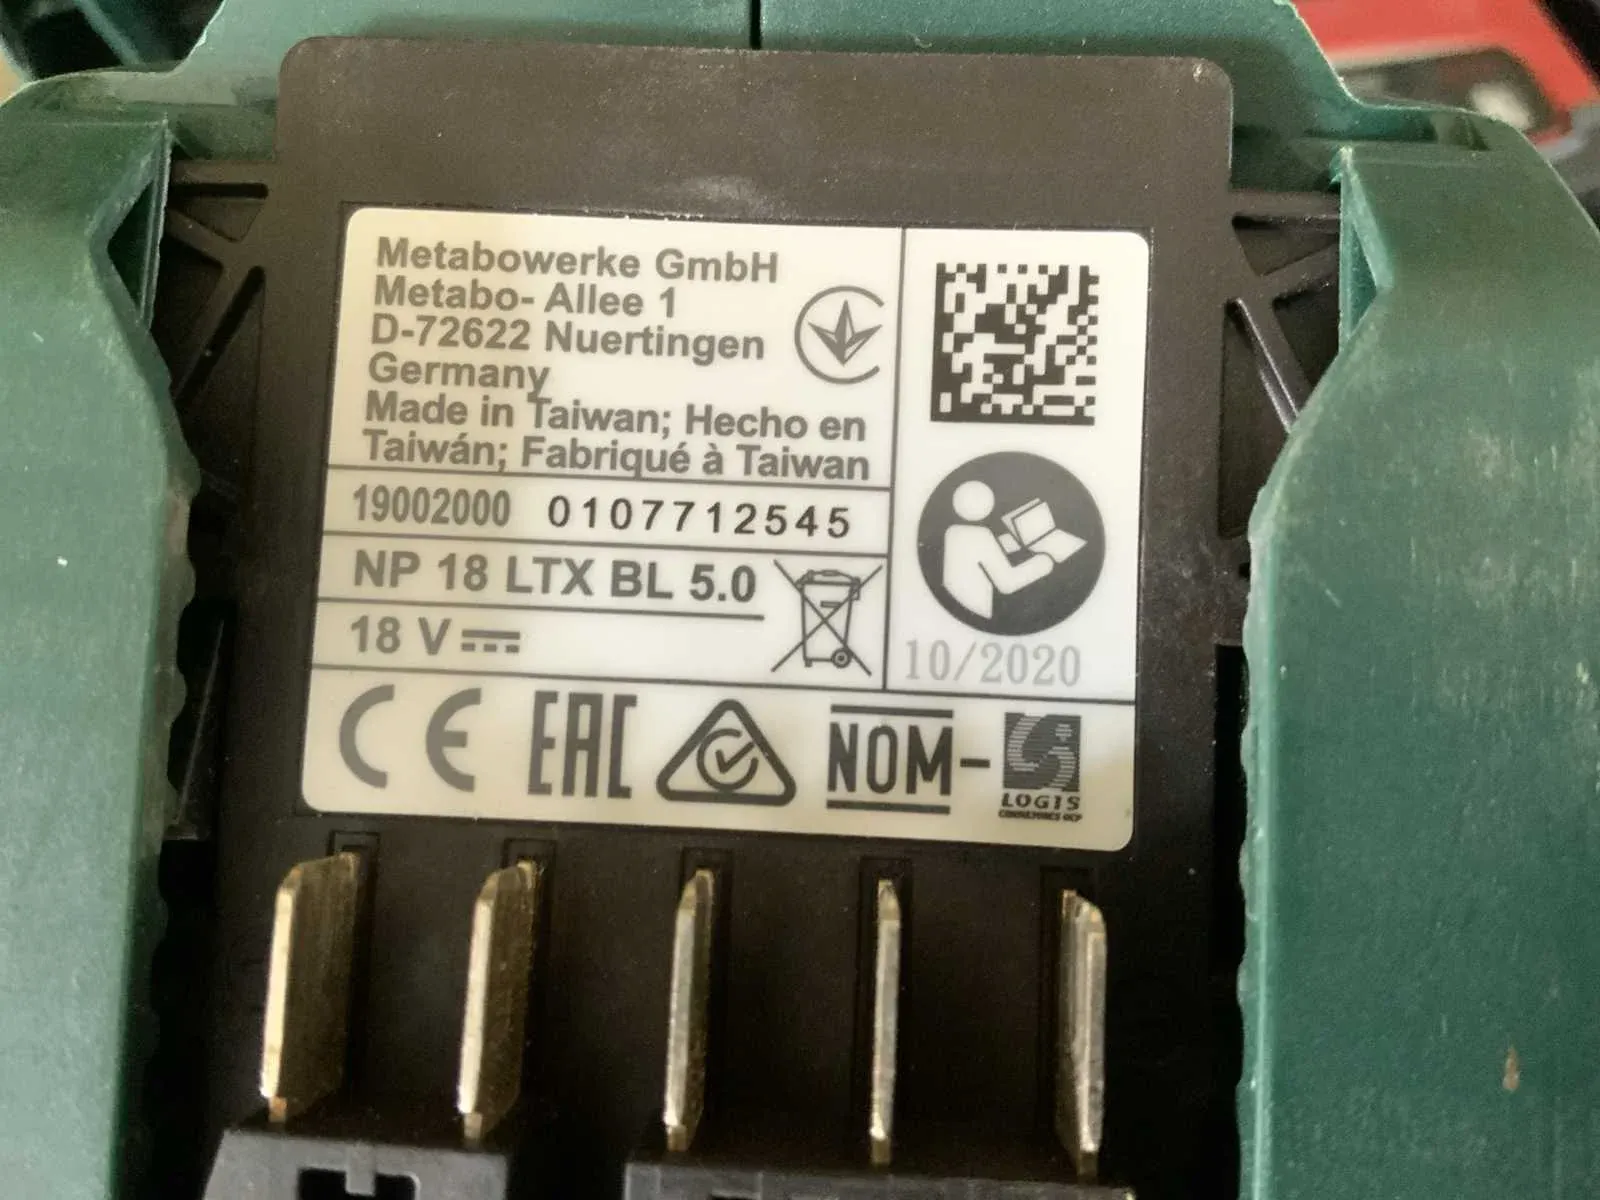 Metabowerke GmbH
Metabo- Allee 1
D-72622 Nuertingen
Germany
Made in Taiwan; Hecho en
Taiwán; Fabriqué à Taiwan
19002000 0107712545
NP 18 LTX BL 5.0
18 V
10/2020
CE EAC NOM-
LOGIS